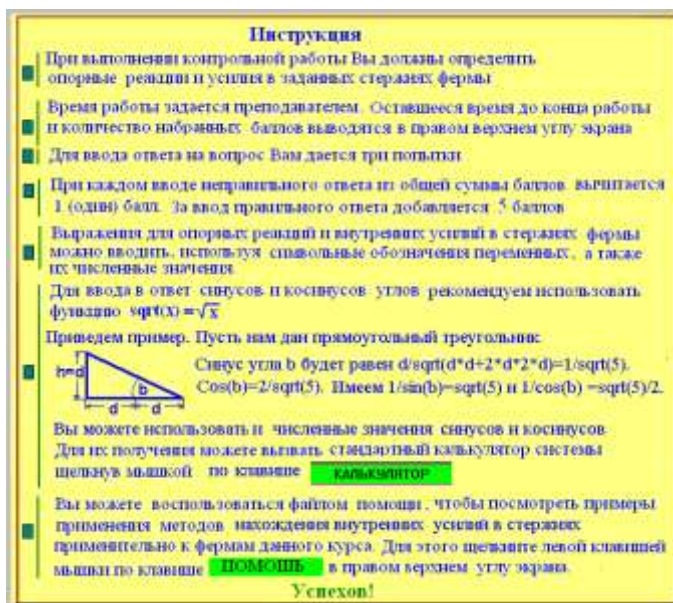 Инструкция
При выполнении контрольной работы Вы должны определить
опорные реакции и усилия в заданных стержнях фермы
Время работы задается преподавателем. Оставшееся время до конца работы
и количество набранных баллов выводятся в правом верхнем углу экрана
Для ввода ответа на вопрос Вам дается три попытки
При каждом вводе неправильного ответа из общей суммы баллов вычитается
1 (один) балл. За ввод правильного ответа добавляется 5 баллов
Выражения для опорных реакций и внутренних усилий в стержнях фермы
можно вводить, используя символьные обозначения переменных, а также
их численные значения.
Для ввода в ответ синусов и косинусов углов рекомендуем использовать
функцию sqrt(x) =√x
Приведем пример. Пусть нам дан прямоугольный треугольник
h=d
b
d
d
Синус угла b будет равен d/sqrt(d*d+2*d*2*d)=1/sqrt(5).
Cos(b)=2/sqrt(5). Имеем 1/sin(b)=sqrt(5) и 1/cos(b) =sqrt(5)/2.
Вы можете использовать и численные значения синусов и косинусов
Для их получения можете вызвать стандартный калькулятор системы
щелкнув мышкой по клавише КАЛЬКУЛЯТОР
Вы можете воспользоваться файлом помощи, чтобы посмотреть примеры
применения методов нахождения внутренних усилий в стержнях
применительно к фермам данного курса. Для этого щелкните левой клавишей
мышки по клавише ПОМОЩЬ в правом верхнем углу экрана.
Успехов!